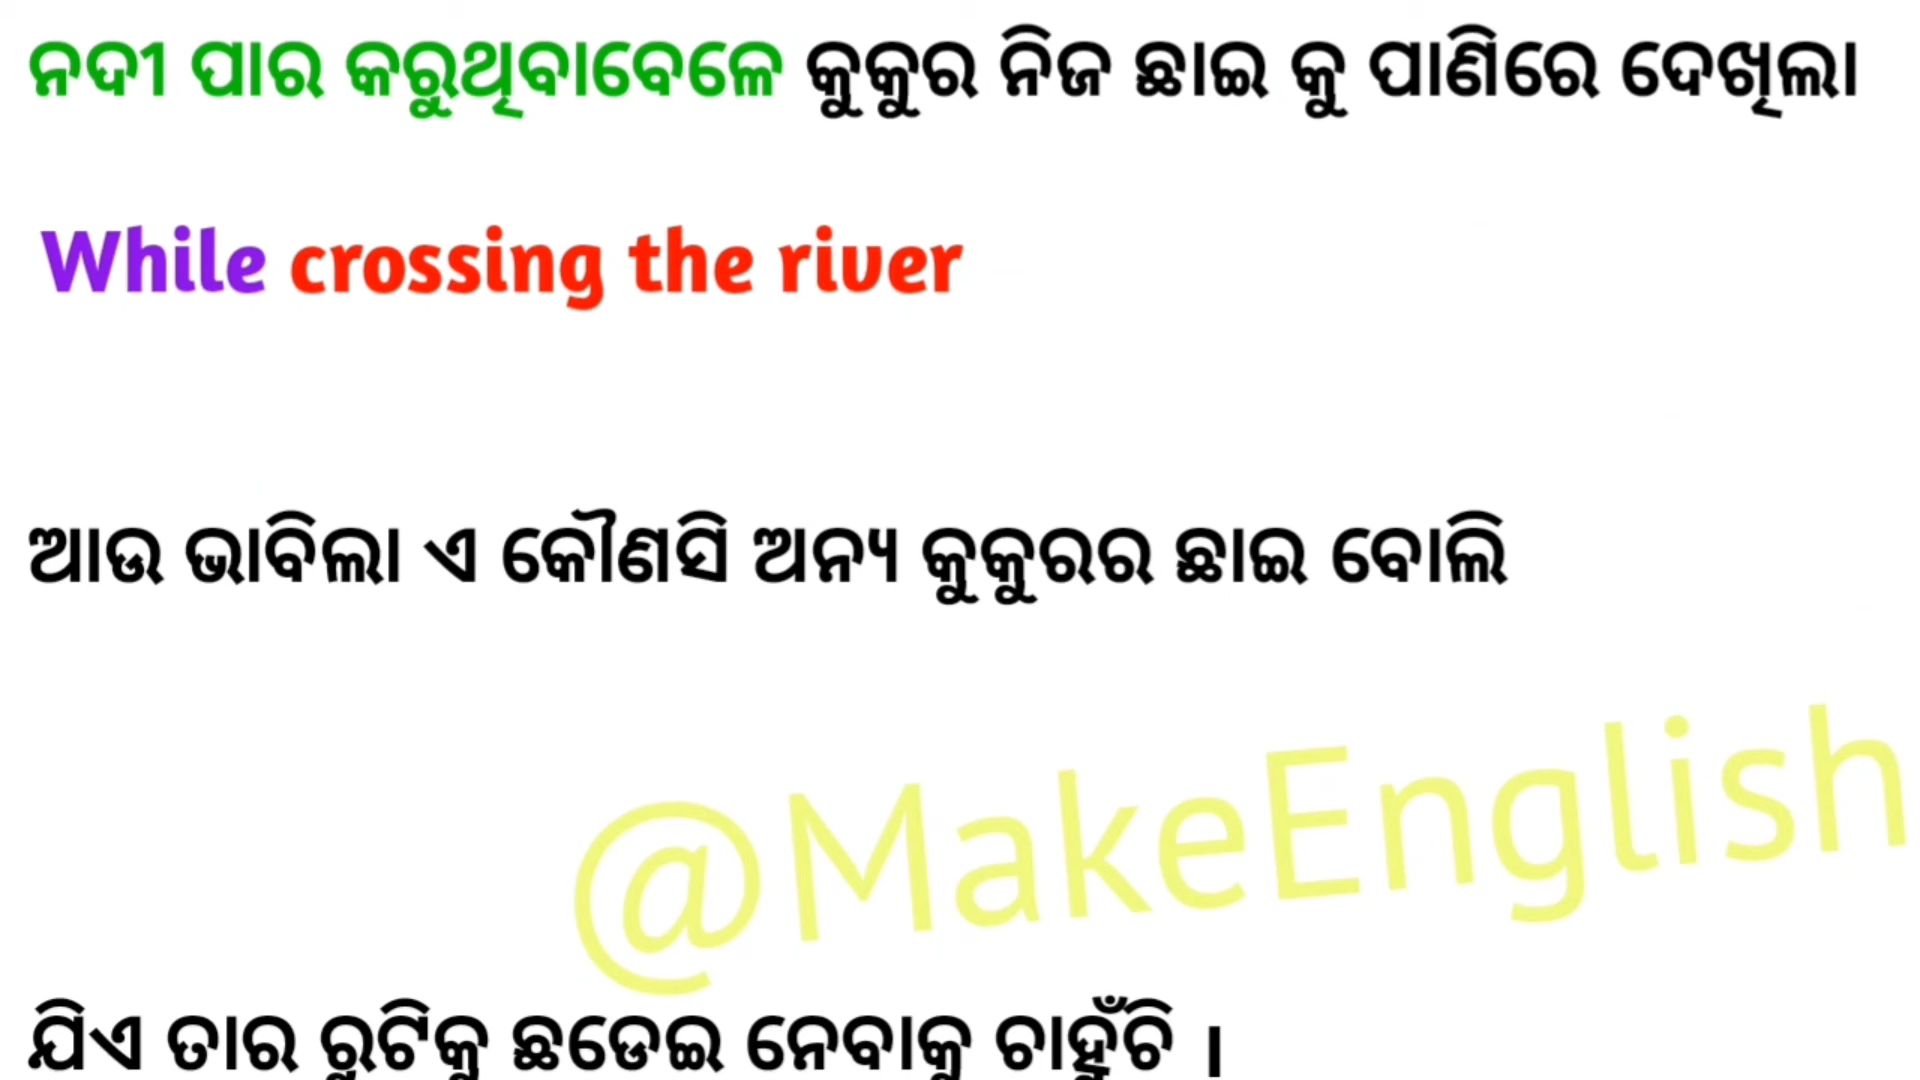 ନଦୀ ପାର କରୁଥିବାବେଳେ କୁକୁର ନିଜ ଛାଇ କୁ ପାଣିରେ ଦେଖିଲା
While crossing the river
ଆଉ ଭାବିଲା ଏ କୌଣସି ଅନ୍ୟ କୁକୁରର ଛାଇ ବୋଲି
@MakeEnglish
ଯିଏ ତାର ରୁଟିକୁ ଛଡେଇ ନେବାକୁ ଚାହୁଁଚି ।